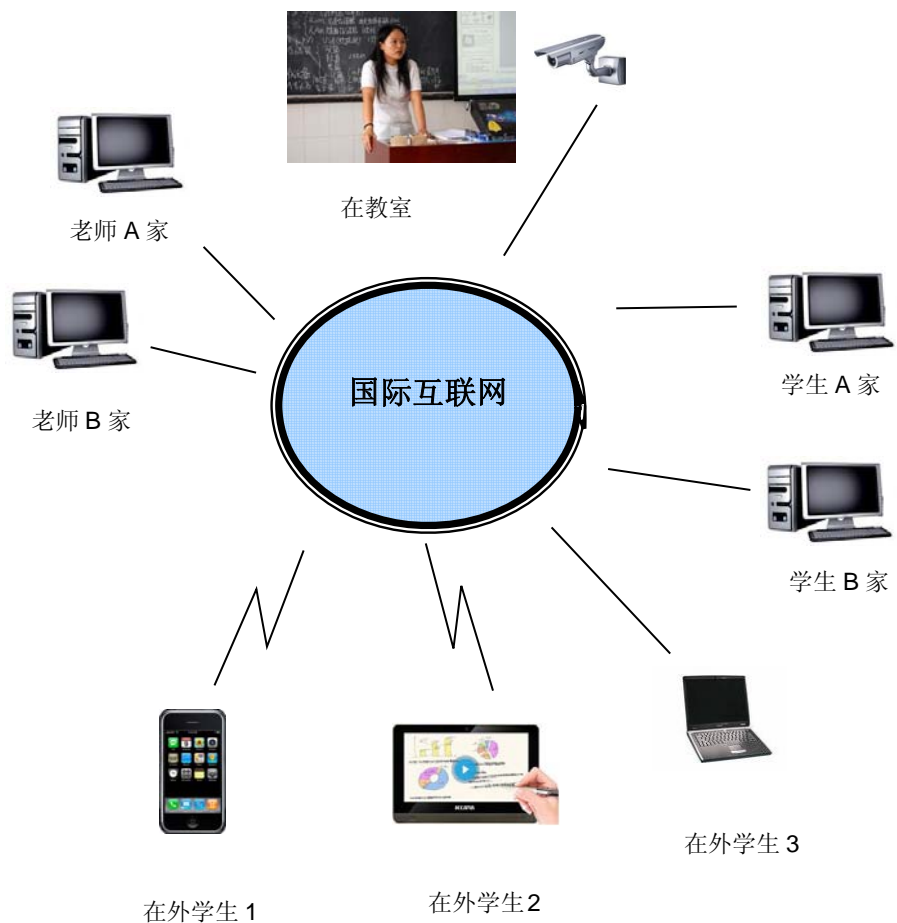 在教室
老师 A 家
老师 B 家
国际互联网
学生 A 家
学生 B 家
在外学生 3
在外学生 1
在外学生 2